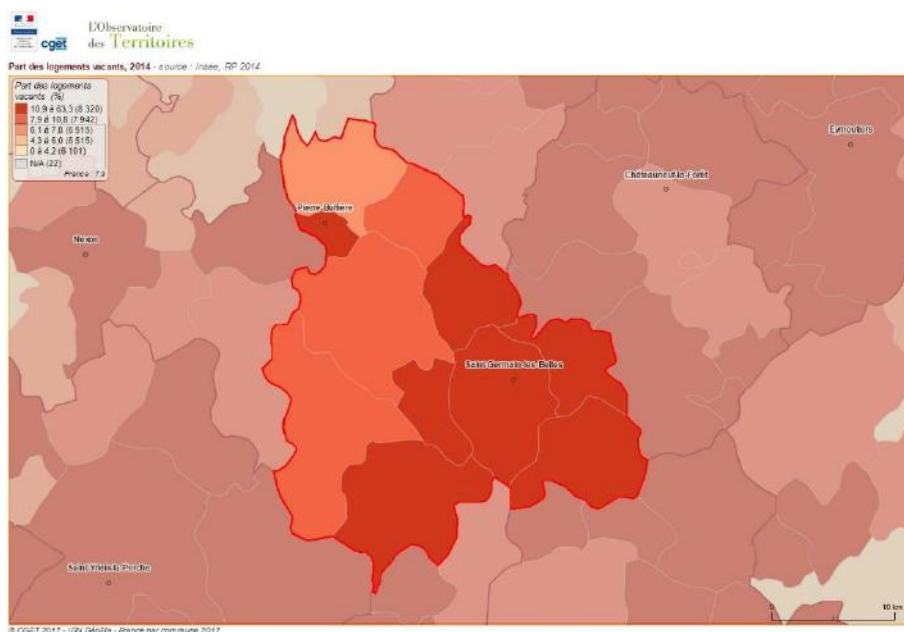 cget
L'Observatoire
des Territoires
Part des logements vacants, 2014 - source : Insee, RP 2014
Part des logements
vacants (%)
10,9 à 63,3 (8 320)
7,9 à 10,8 (7 942)
6,1 à 7,8 (6 515)
4,3 à 6,0 (6 515)
0 à 4,2 (6 101)
N/A (22)
France : 7,9
Eymoutiers
Châteauneuf-la-Forêt
Pierre-Buffière
Nexon
Saint-Germain-les-Belles
Saint-Yrieix-la-Perche
0 10 km
© CGET 2017 - IGN Géofla - France par commune 2017